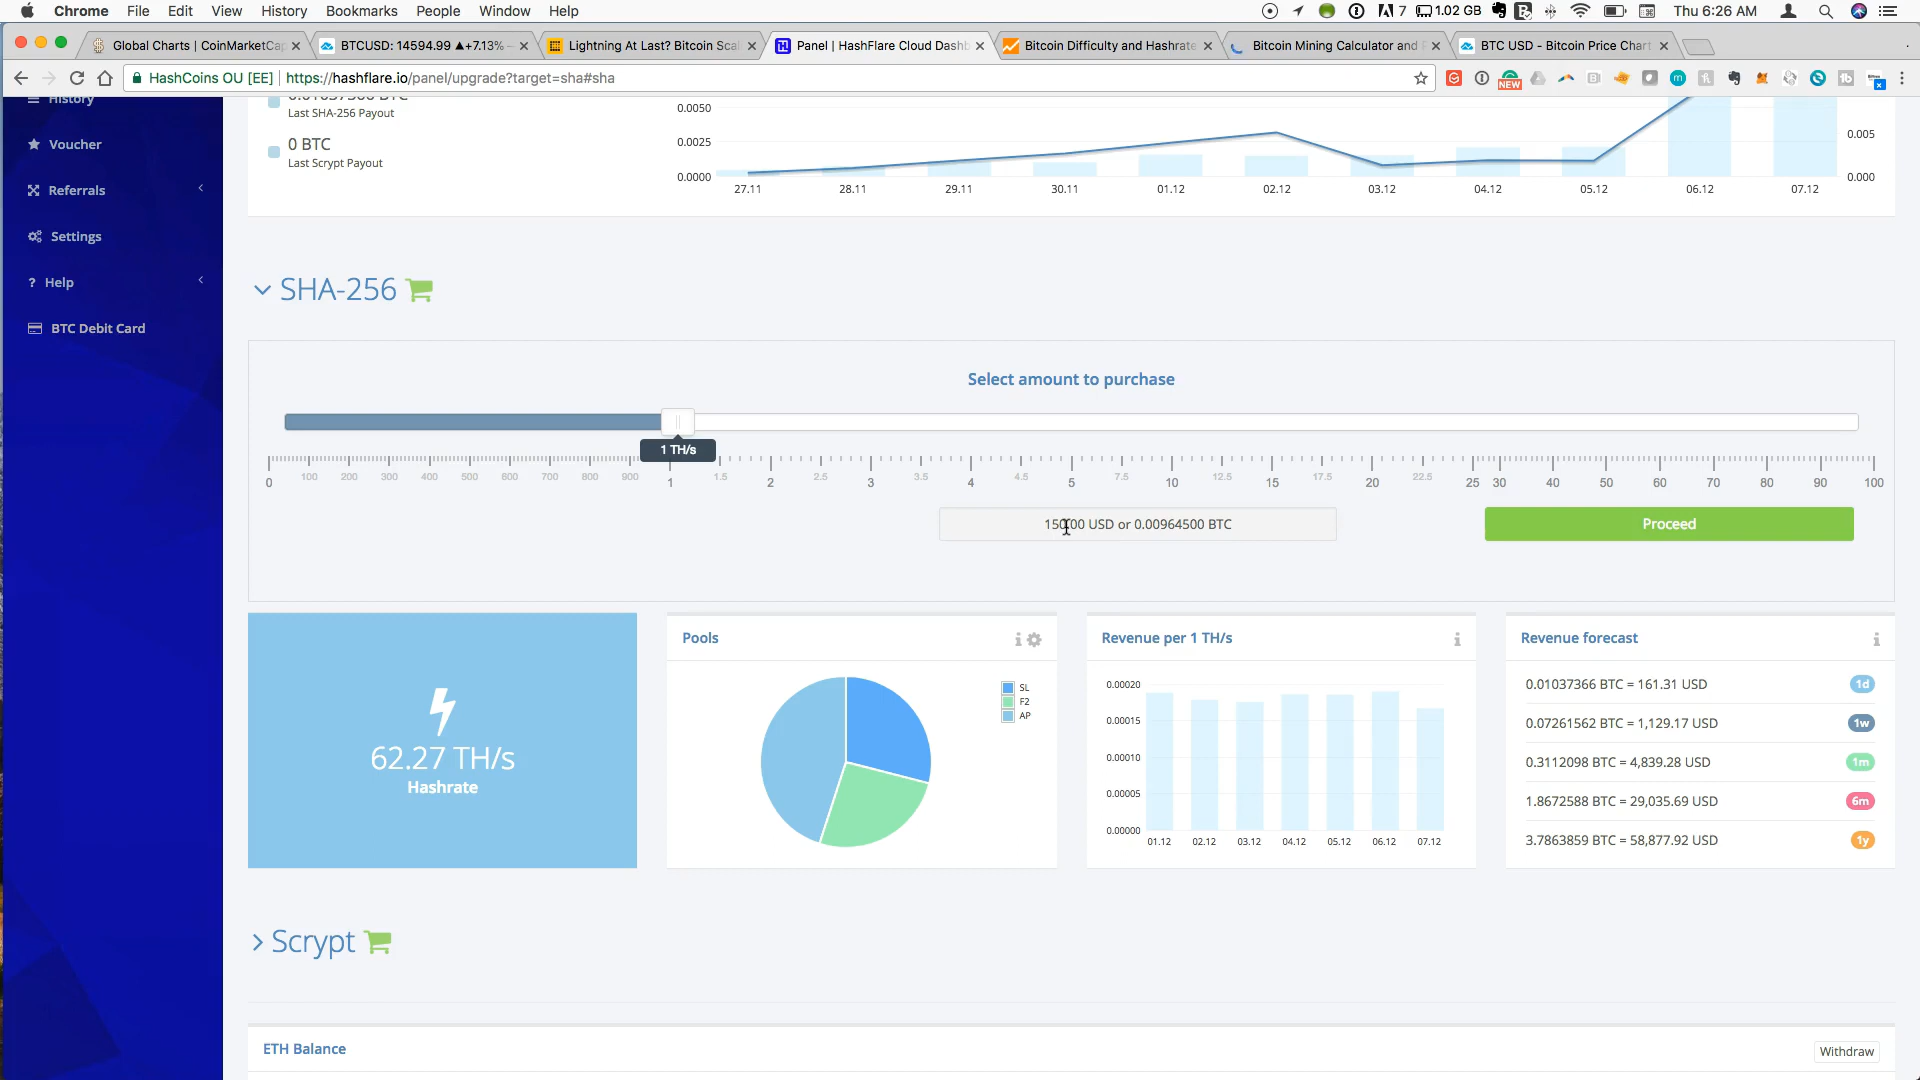 Chrome File Edit View History Bookmarks People Window Help 7 1.02 GB Thu 6:26 AM
Global Charts | CoinMarketCap
BTCUSD: 14594.99 ▲+7.13%
Lightning At Last? Bitcoin Scal
Panel | HashFlare Cloud Dashb
Bitcoin Difficulty and Hashrate
Bitcoin Mining Calculator and P
BTC USD - Bitcoin Price Chart
HashCoins OU [EE] | https://hashflare.io/panel/upgrade?target=sha#sha
NEW
History
Voucher
Referrals
Settings
? Help
BTC Debit Card
0.01037366 BTC
Last SHA-256 Payout
0 BTC
Last Scrypt Payout
0.0050
0.0025
0.0000
0.005
0.000
27.11 28.11 29.11 30.11 01.12 02.12 03.12 04.12 05.12 06.12 07.12
SHA-256
Select amount to purchase
1 TH/s
0 100 200 300 400 500 600 700 800 900 1 1.5 2 2.5 3 3.5 4 4.5 5 7.5 10 12.5 15 17.5 20 22.5 25 30 40 50 60 70 80 90 100
150.00 USD or 0.00964500 BTC
Proceed
62.27 TH/s
Hashrate
Pools
SL
F2
AP
Revenue per 1 TH/s
0.00020
0.00015
0.00010
0.00005
0.00000
01.12 02.12 03.12 04.12 05.12 06.12 07.12
Revenue forecast
0.01037366 BTC = 161.31 USD 1d
0.07261562 BTC = 1,129.17 USD 1w
0.3112098 BTC = 4,839.28 USD 1m
1.8672588 BTC = 29,035.69 USD 6m
3.7863859 BTC = 58,877.92 USD 1y
Scrypt
ETH Balance
Withdraw